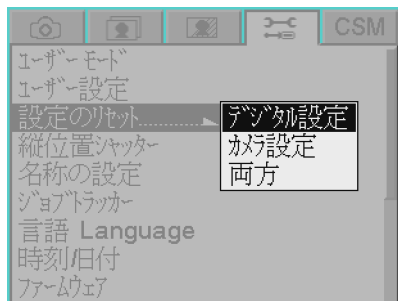 CSM
ユーザーモード
ユーザー設定
設定のリセット
デジタル設定
縦位置シャッター
カメラ設定
名称の設定
両方
ジョブトラッカー
言語 Language
時刻/日付
ファームウェア